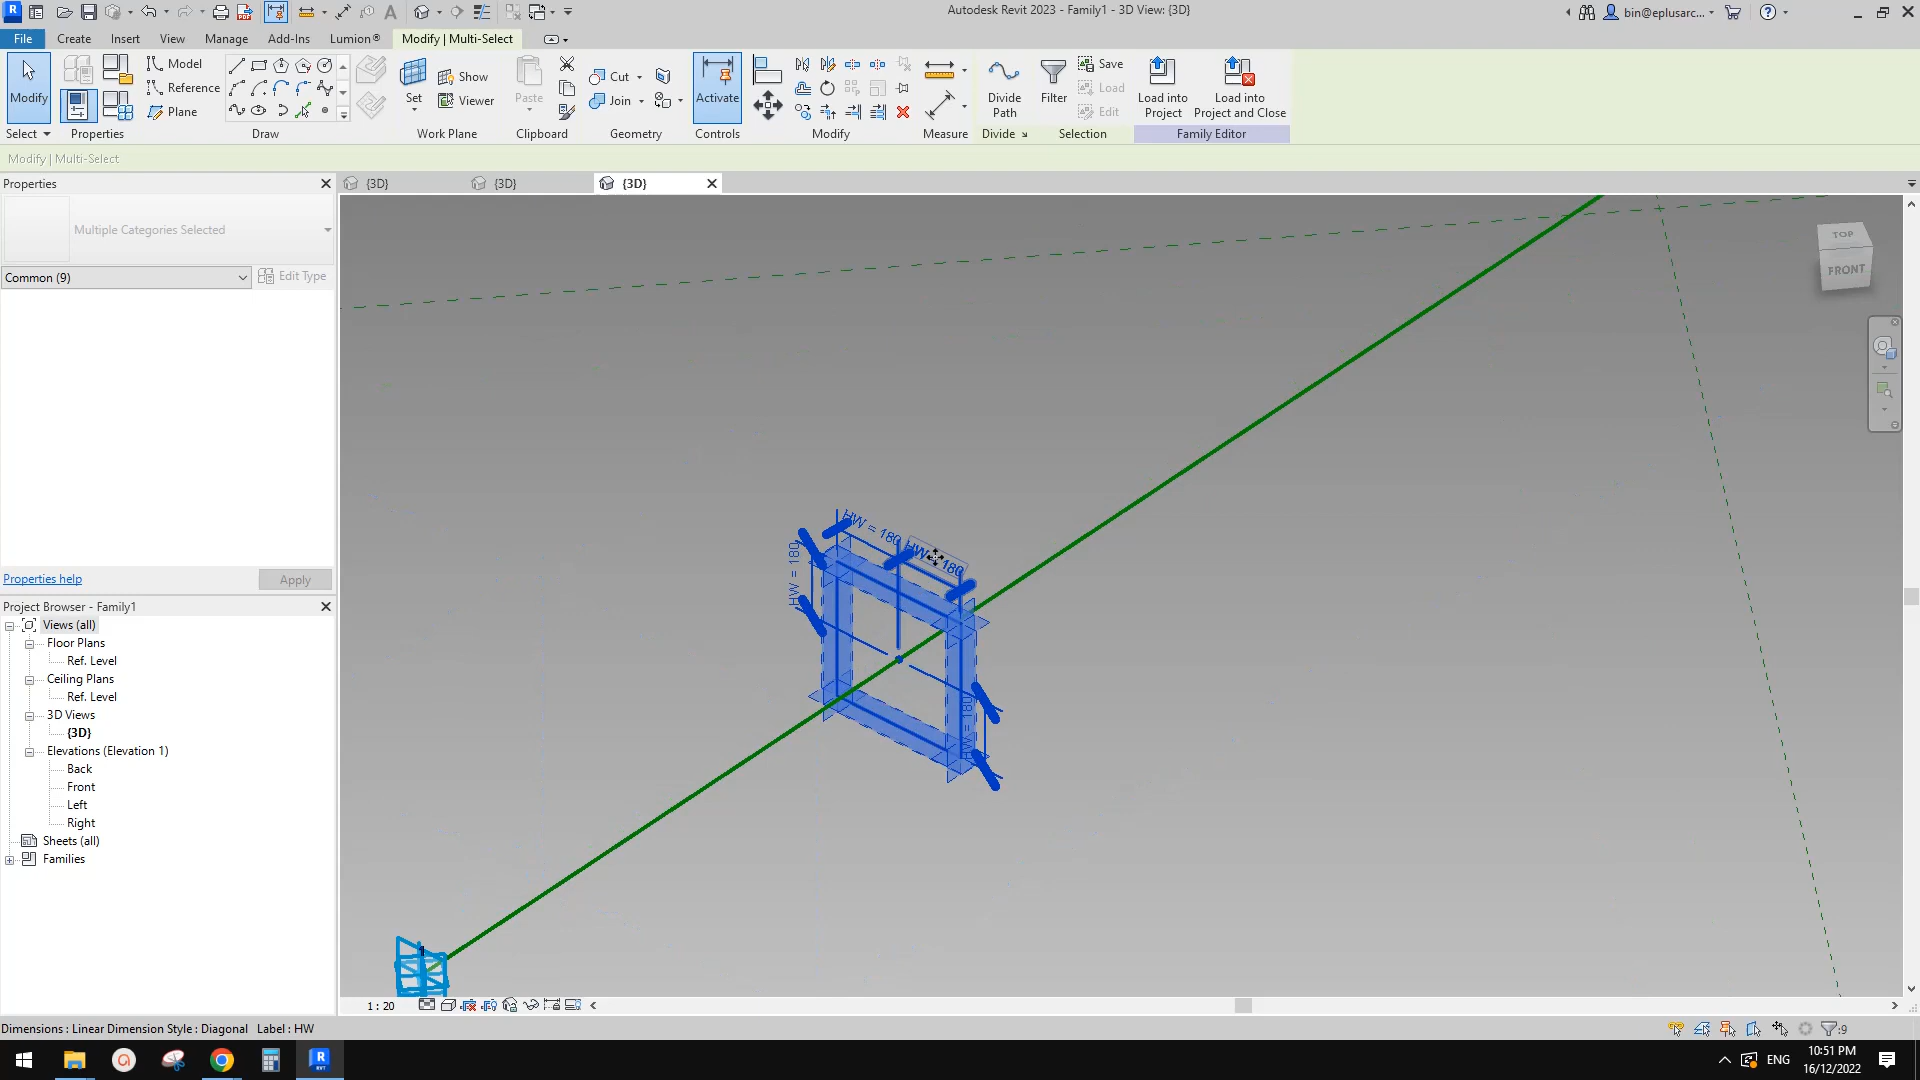 Autodesk Revit 2023 - Family1 - 3D View: {3D}
bin@eplusarc...
File
Create
Insert
View
Manage
Add-Ins
Lumion®
Modify | Multi-Select
Modify
Model
Reference
Plane
Set
Show
Viewer
Paste
Cut
Join
Activate
Divide
Path
Filter
Save
Load
Edit
Load into
Project
Load into
Project and Close
Select
Properties
Draw
Work Plane
Clipboard
Geometry
Controls
Modify
Measure
Divide
Selection
Family Editor
Modify | Multi-Select
Properties
{3D}
{3D}
{3D}
Multiple Categories Selected
Common (9)
Edit Type
Properties help
Apply
Project Browser - Family1
Views (all)
Floor Plans
Ref. Level
Ceiling Plans
Ref. Level
3D Views
{3D}
Elevations (Elevation 1)
Back
Front
Left
Right
Sheets (all)
Families
TOP
FRONT
HW = 180
HW = 180
HW = 180
HW = 180
1
1 : 20
Dimensions : Linear Dimension Style : Diagonal Label : HW
:9
ENG
10:51 PM
16/12/2022